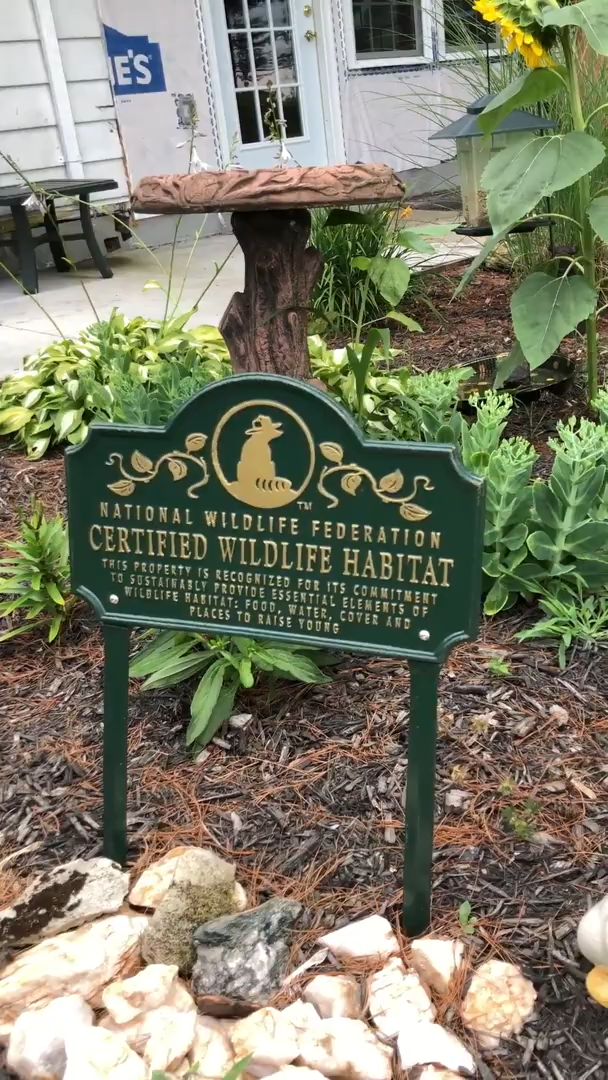 E'S
TM
NATIONAL WILDLIFE FEDERATION
CERTIFIED WILDLIFE HABITAT
THIS PROPERTY IS RECOGNIZED FOR ITS COMMITMENT
TO SUSTAINABLY PROVIDE ESSENTIAL ELEMENTS OF
WILDLIFE HABITAT: FOOD, WATER, COVER AND
PLACES TO RAISE YOUNG